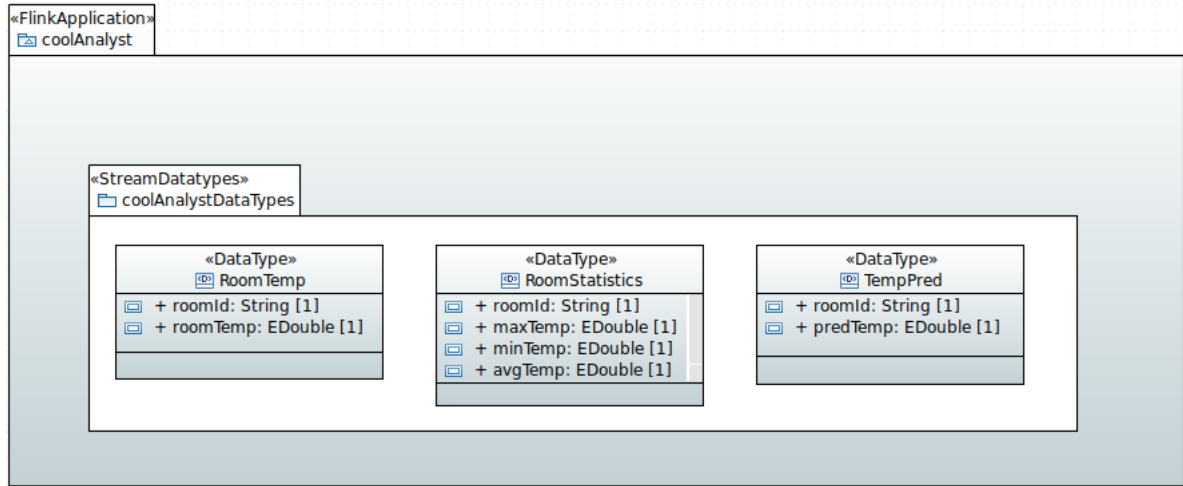 «FlinkApplication»
coolAnalyst
«StreamDatatypes»
coolAnalystDataTypes
«DataType»
RoomTemp
+ roomId: String [1]
+ roomTemp: EDouble [1]
«DataType»
RoomStatistics
+ roomId: String [1]
+ maxTemp: EDouble [1]
+ minTemp: EDouble [1]
+ avgTemp: EDouble [1]
«DataType»
TempPred
+ roomId: String [1]
+ predTemp: EDouble [1]